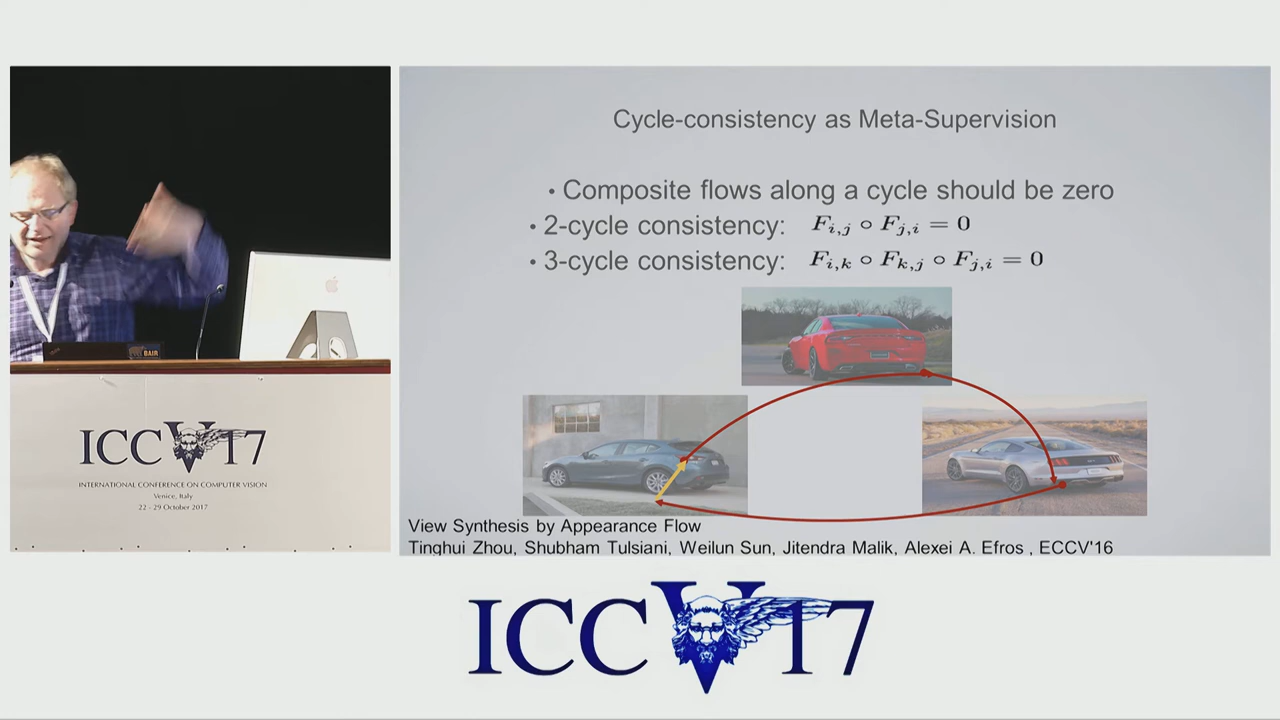 Cycle-consistency as Meta-Supervision
• Composite flows along a cycle should be zero
• 2-cycle consistency: F_{i,j} ∘ F_{j,i} = 0
• 3-cycle consistency: F_{i,k} ∘ F_{k,j} ∘ F_{j,i} = 0
View Synthesis by Appearance Flow
Tinghui Zhou, Shubham Tulsiani, Weilun Sun, Jitendra Malik, Alexei A. Efros , ECCV'16
BAIR
ICCV17
INTERNATIONAL CONFERENCE ON COMPUTER VISION
Venice, Italy
22 - 29 October 2017
ICCV17